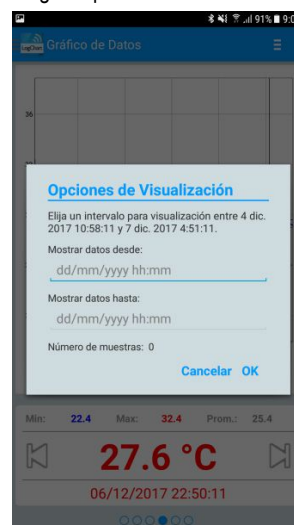 91% 9:0
LogChart
Gráfico de Datos
36
Opciones de Visualización
Elija un intervalo para visualización entre 4 dic.
2017 10:58:11 y 7 dic. 2017 4:51:11.
Mostrar datos desde:
dd/mm/yyyy hh:mm
Mostrar datos hasta:
dd/mm/yyyy hh:mm
Número de muestras: 0
Cancelar OK
Min: 22.4 Max: 32.4 Prom.: 25.4
27.6 °C
06/12/2017 22:50:11